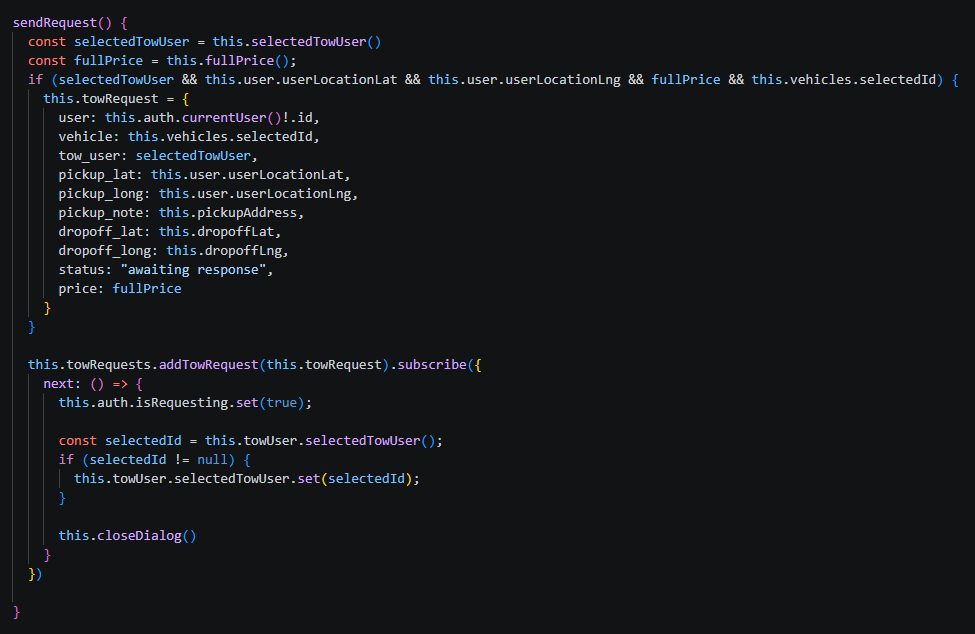 sendRequest() {
  const selectedTowUser = this.selectedTowUser()
  const fullPrice = this.fullPrice();
  if (selectedTowUser && this.user.userLocationLat && this.user.userLocationLng && fullPrice && this.vehicles.selectedId) {
    this.towRequest = {
      user: this.auth.currentUser()!.id,
      vehicle: this.vehicles.selectedId,
      tow_user: selectedTowUser,
      pickup_lat: this.user.userLocationLat,
      pickup_long: this.user.userLocationLng,
      pickup_note: this.pickupAddress,
      dropoff_lat: this.dropoffLat,
      dropoff_long: this.dropoffLng,
      status: "awaiting response",
      price: fullPrice
    }
  }

  this.towRequests.addTowRequest(this.towRequest).subscribe({
    next: () => {
      this.auth.isRequesting.set(true);

      const selectedId = this.towUser.selectedTowUser();
      if (selectedId != null) {
        this.towUser.selectedTowUser.set(selectedId);
      }

      this.closeDialog()
    }
  })

}